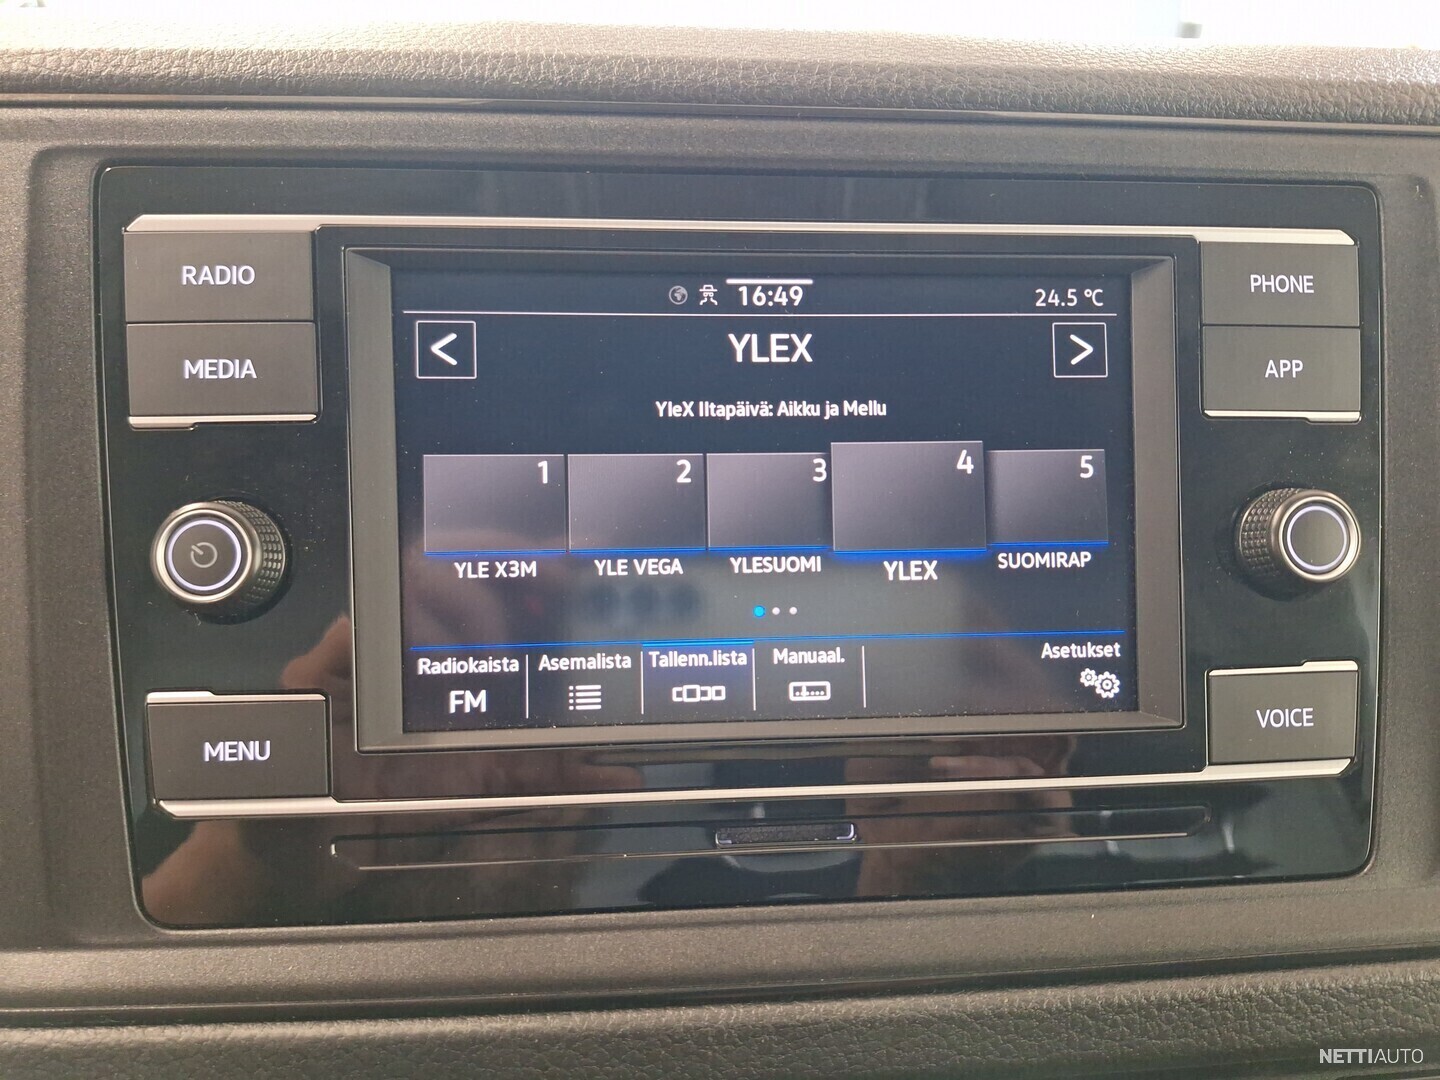 RADIO
MEDIA
MENU
PHONE
APP
VOICE
16:49
24.5 °C
<
YLEX
>
YleX Iltapäivä: Aikku ja Mellu
1
2
3
4
5
YLE X3M
YLE VEGA
YLESUOMI
YLEX
SUOMIRAP
Radiokaista
FM
Asemalista
Tallenn.lista
Manuaal.
Asetukset
NETTIAUTO